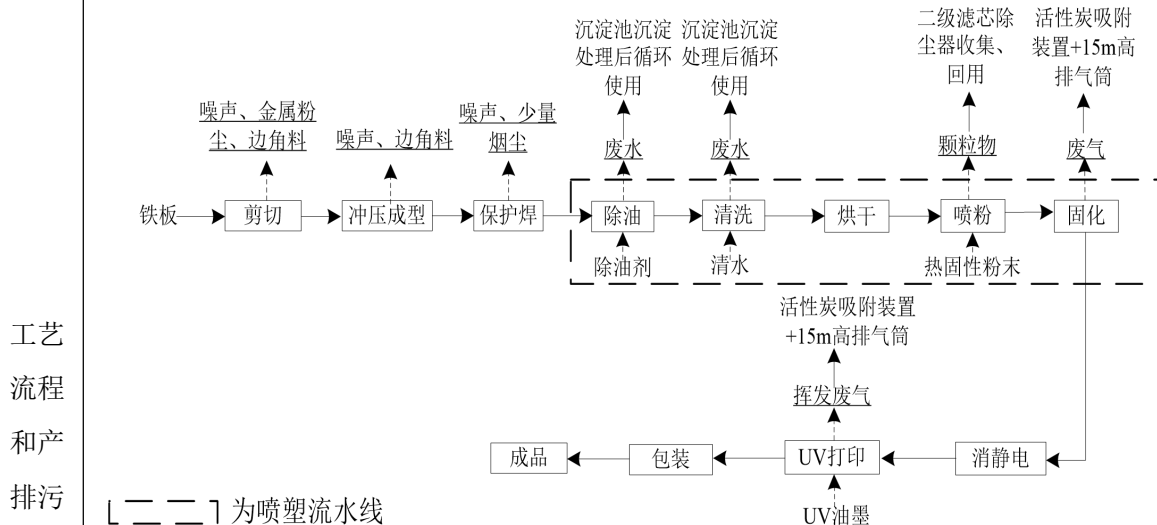 沉淀池沉淀
处理后循环
使用
沉淀池沉淀
处理后循环
使用
二级滤芯除
尘器收集、
回用
活性炭吸附
装置+15m高
排气筒
噪声、金属粉
尘、边角料
噪声、边角料
噪声、少量
烟尘
废水
废水
颗粒物
废气
铁板
剪切
冲压成型
保护焊
除油
清洗
烘干
喷粉
固化
除油剂
清水
热固性粉末
活性炭吸附装置
+15m高排气筒
挥发废气
成品
包装
UV打印
消静电
UV油墨
为喷塑流水线
工艺
流程
和产
排污